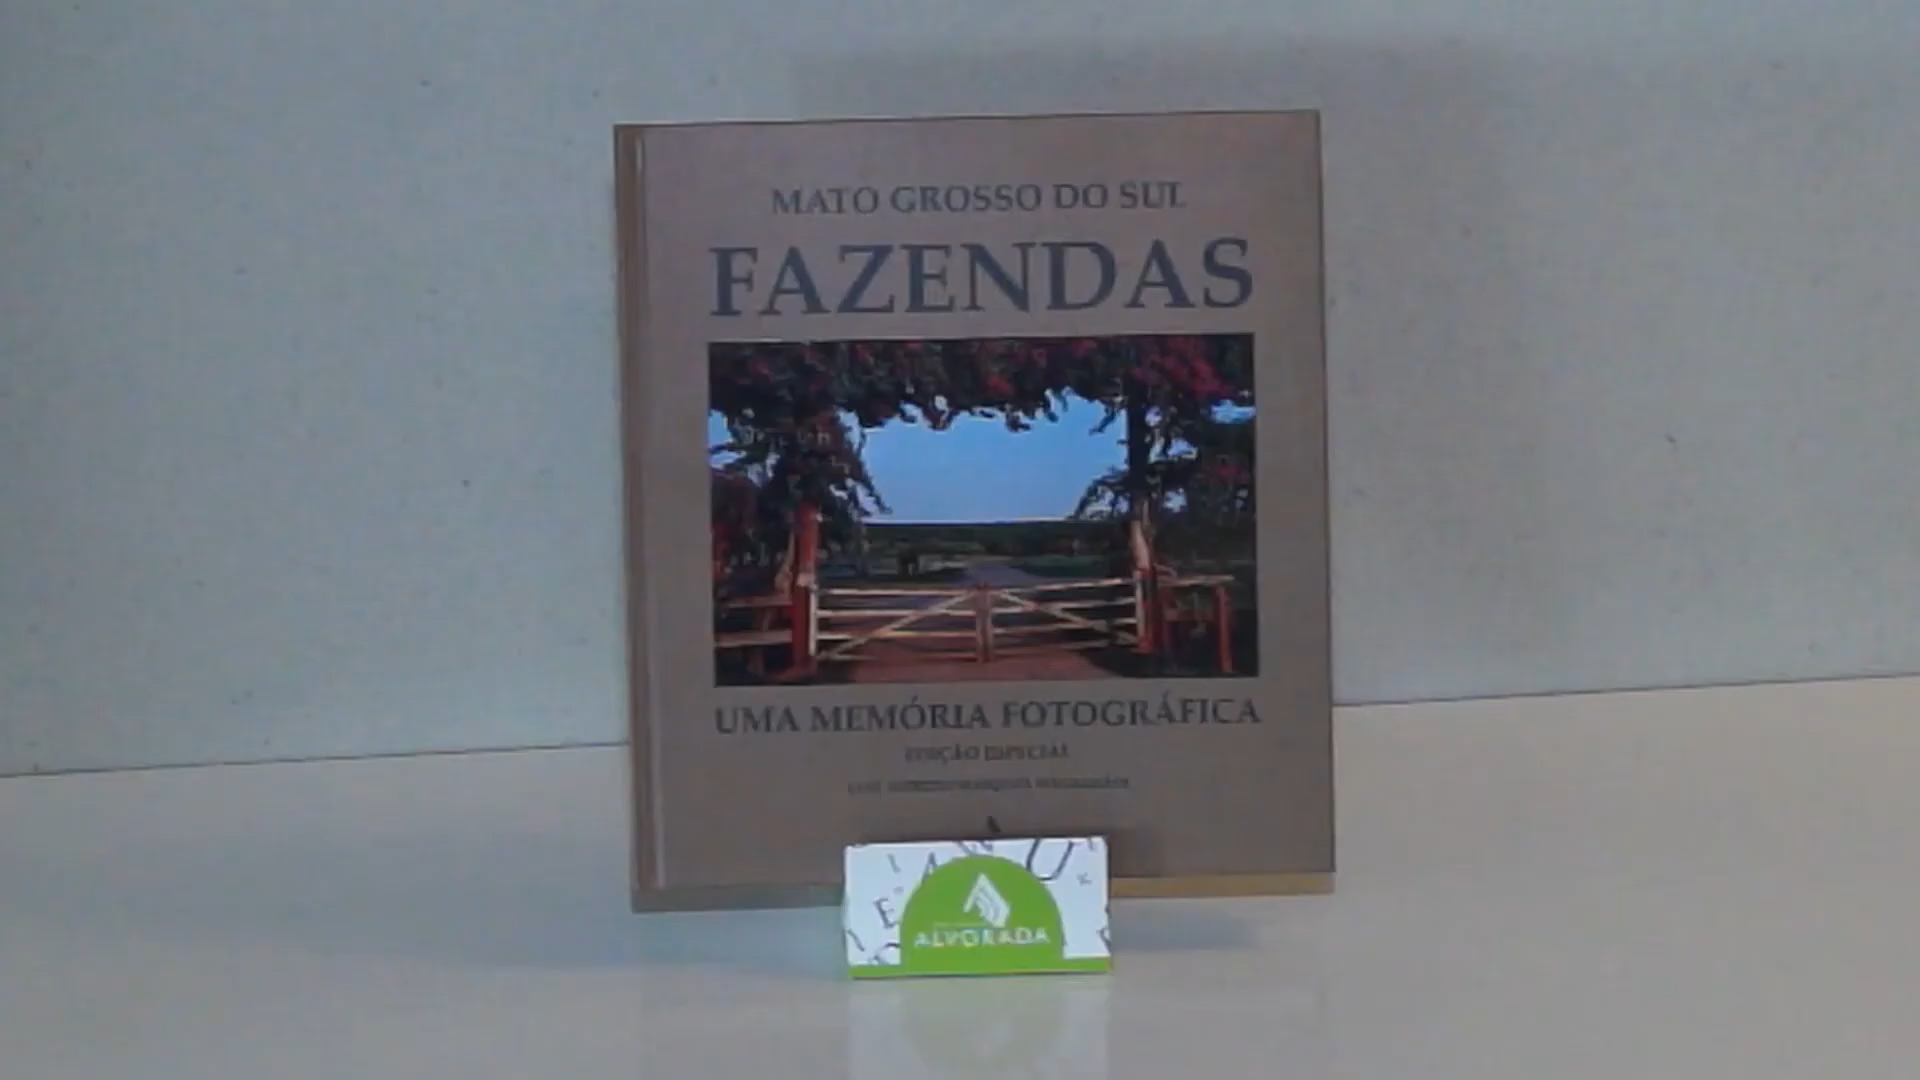 MATO GROSSO DO SUL
FAZENDAS
UMA MEMÓRIA FOTOGRÁFICA
EDIÇÃO ESPECIAL
ALVORADA